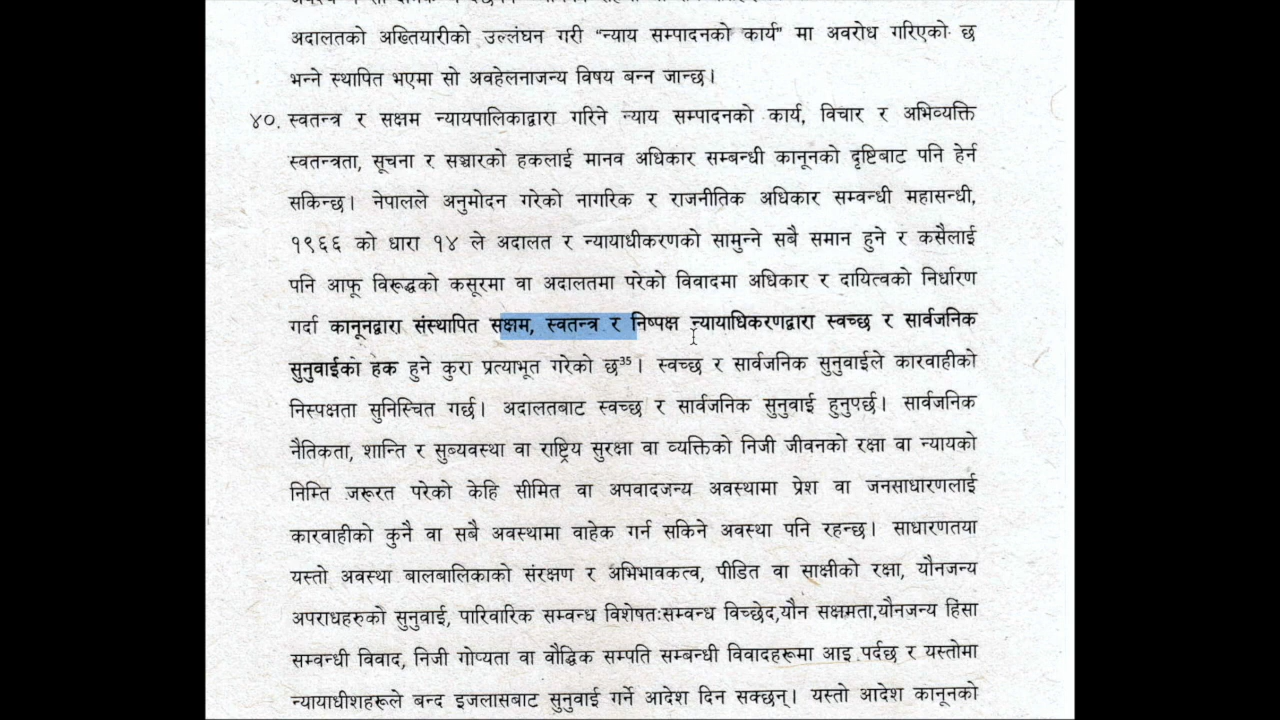 अदालतको अख्तियारीको उल्लंघन गरी “न्याय सम्पादनको कार्य” मा अवरोध गरिएको छ
भन्ने स्थापित भएमा सो अवहेलनाजन्य विषय बन्न जान्छ।
४०. स्वतन्त्र र सक्षम न्यायपालिकाद्वारा गरिने न्याय सम्पादनको कार्य, विचार र अभिव्यक्ति
स्वतन्त्रता, सूचना र सञ्चारको हकलाई मानव अधिकार सम्बन्धी कानूनको दृष्टिबाट पनि हेर्न
सकिन्छ। नेपालले अनुमोदन गरेको नागरिक र राजनीतिक अधिकार सम्वन्धी महासन्धी,
१९६६ को धारा १४ ले अदालत र न्यायाधीकरणको सामुन्ने सबै समान हुने र कसैलाई
पनि आफू विरूद्धको कसूरमा वा अदालतमा परेको विवादमा अधिकार र दायित्वको निर्धारण
गर्दा कानूनद्वारा संस्थापित सक्षम, स्वतन्त्र र निष्पक्ष न्यायाधिकरणद्वारा स्वच्छ र सार्वजनिक
सुनुवाईको हक हुने कुरा प्रत्याभूत गरेको छ³⁵। स्वच्छ र सार्वजनिक सुनुवाईले कारवाहीको
निस्पक्षता सुनिस्चित गर्छ। अदालतबाट स्वच्छ र सार्वजनिक सुनुवाई हुनुपर्छ। सार्वजनिक
नैतिकता, शान्ति र सुब्यवस्था वा राष्ट्रिय सुरक्षा वा व्यक्तिको निजी जीवनको रक्षा वा न्यायको
निम्ति जरूरत परेको केहि सीमित वा अपवादजन्य अवस्थामा प्रेश वा जनसाधारणलाई
कारवाहीको कुनै वा सबै अवस्थामा वाहेक गर्न सकिने अवस्था पनि रहन्छ। साधारणतया
यस्तो अवस्था बालबालिकाको संरक्षण र अभिभावकत्व, पीडित वा साक्षीको रक्षा, यौनजन्य
अपराधहरुको सुनुवाई, पारिवारिक सम्वन्ध विशेषतःसम्वन्ध विच्छेद,यौन सक्षमता,यौनजन्य हिंसा
सम्वन्धी विवाद, निजी गोप्यता वा वौद्धिक सम्पति सम्बन्धी विवादहरूमा आइ पर्दछ र यस्तोमा
न्यायाधीशहरूले बन्द इजलासबाट सुनुवाई गर्ने आदेश दिन सक्छन्। यस्तो आदेश कानूनको